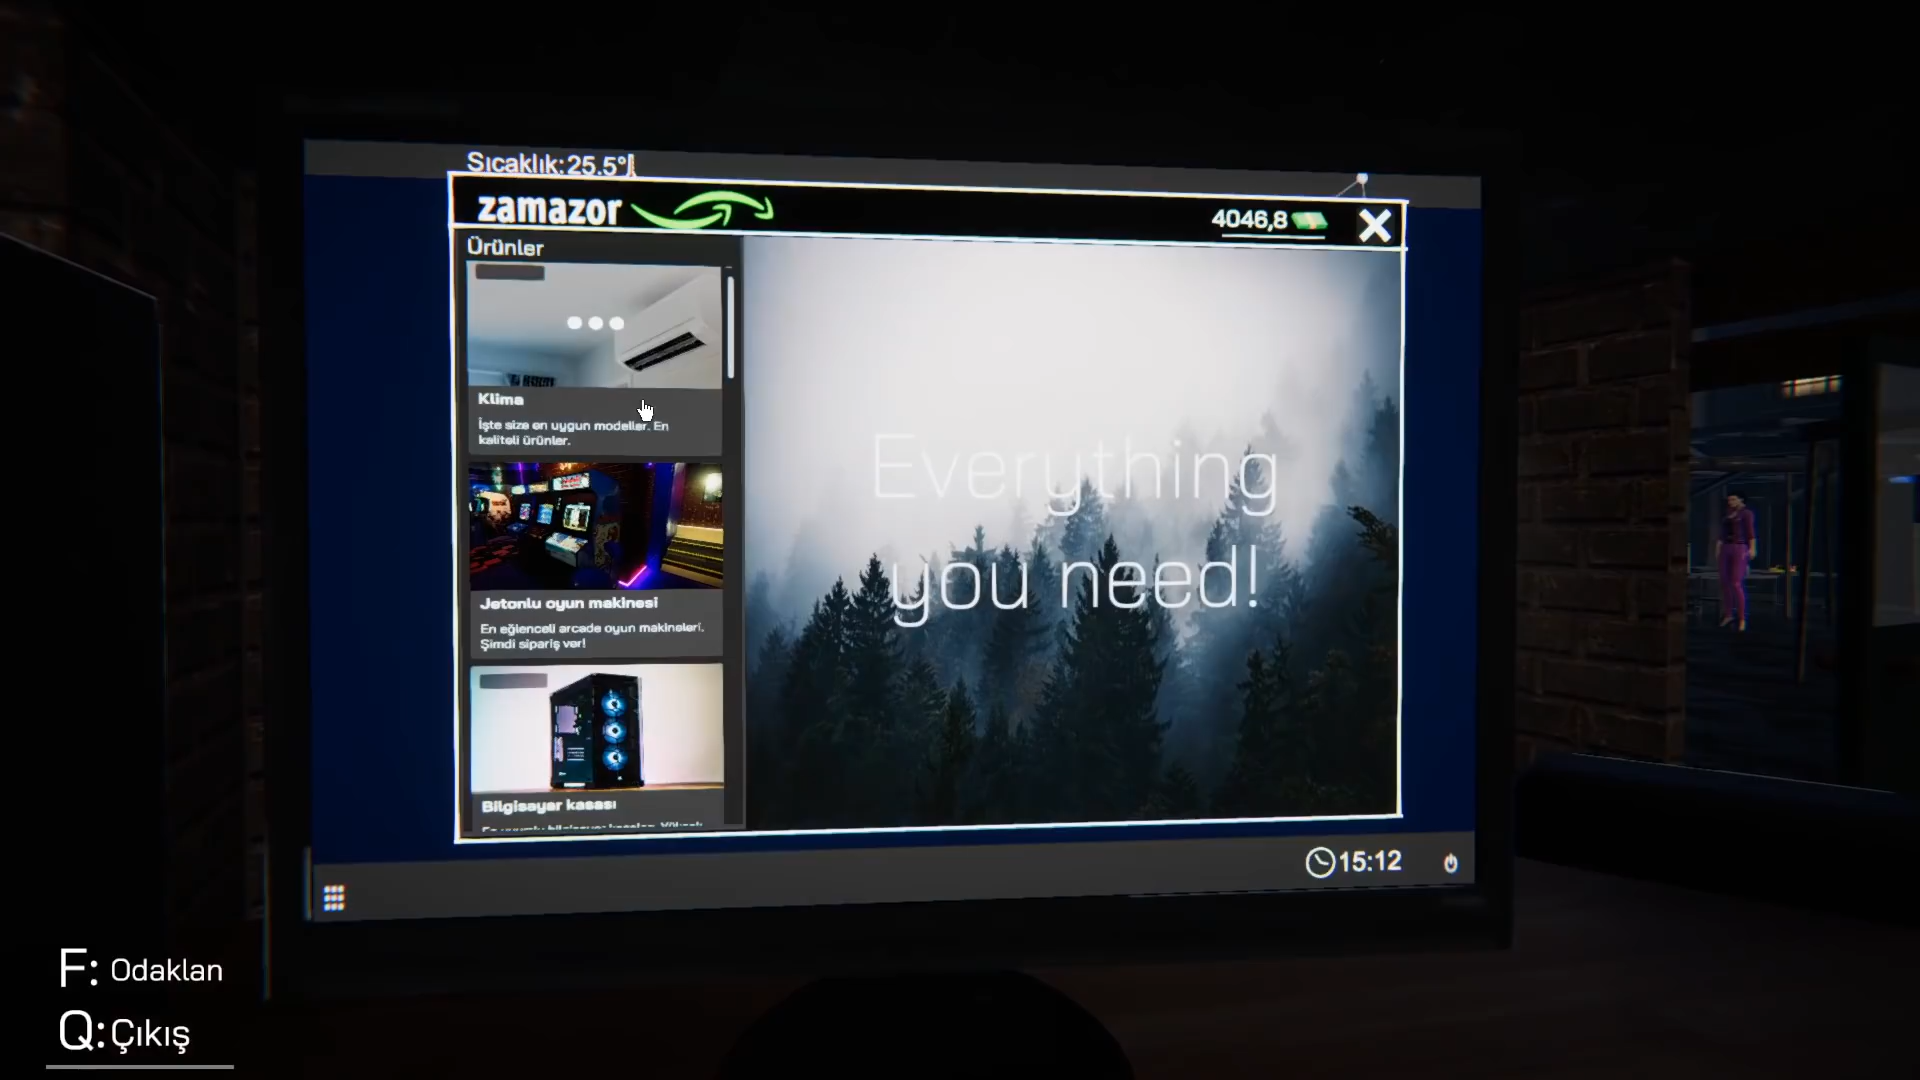 Sıcaklık: 25.5°
zamazor
4046,8
Ürünler
Klima
İşte size en uygun modeller. En
kaliteli ürünler.
Jetonlu oyun makinesi
En eğlenceli arcade oyun makineleri.
Şimdi sipariş ver!
Bilgisayar kasası
Everything
you need!
15:12
F: Odaklan
Q: Çıkış